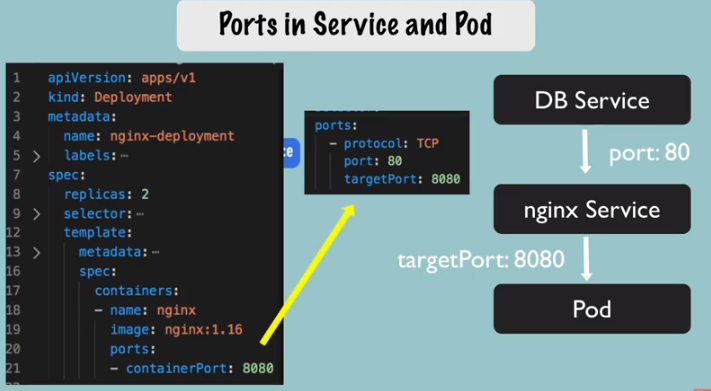 Ports in Service and Pod
1 apiVersion: apps/v1
2 kind: Deployment
3 metadata:
4 name: nginx-deployment
5 labels:⋯
7 spec:
8 replicas: 2
9 selector:⋯
12 template:
13 metadata:⋯
16 spec:
17 containers:
18 - name: nginx
19 image: nginx:1.16
20 ports:
21 - containerPort: 8080
ports:
- protocol: TCP
port: 80
targetPort: 8080
DB Service
port: 80
nginx Service
targetPort: 8080
Pod